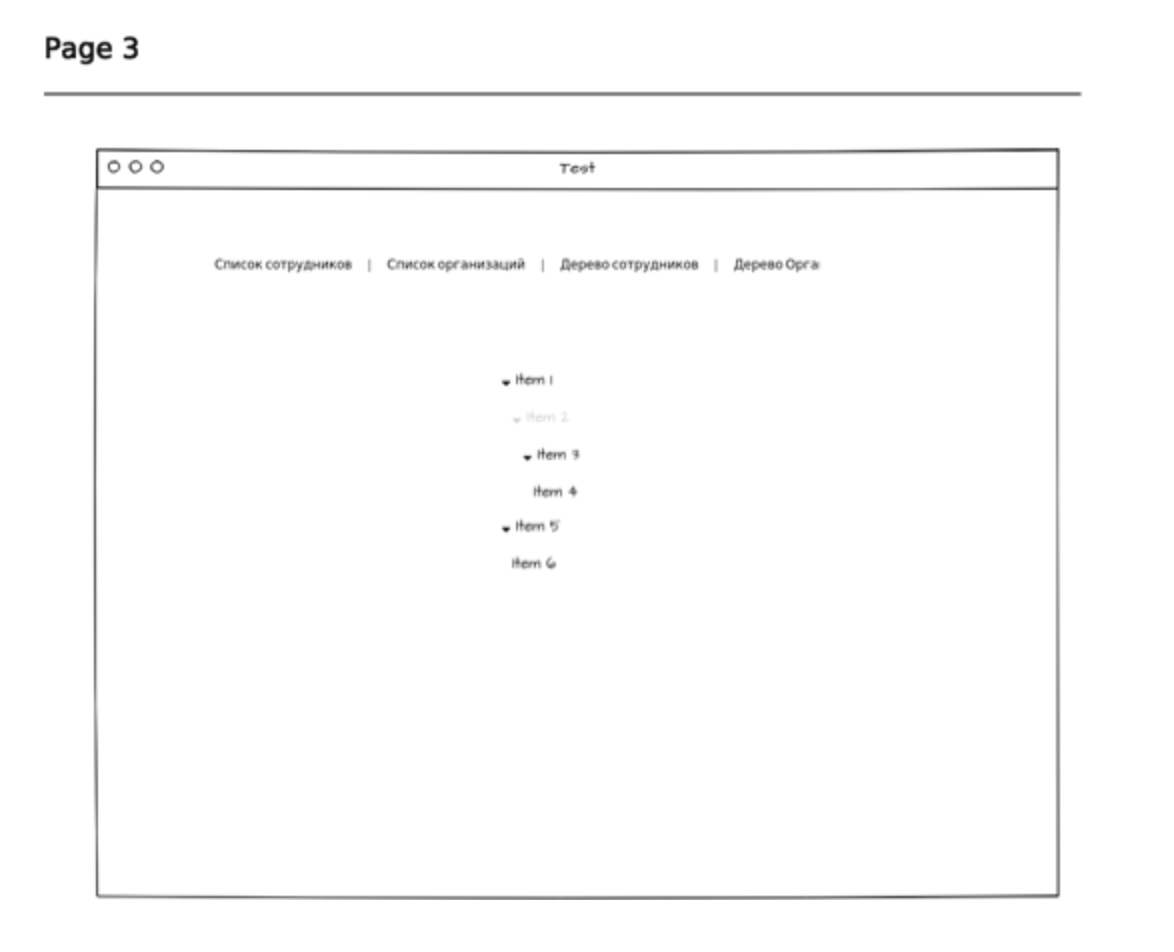 Page 3
Test
Список сотрудников | Список организаций | Дерево сотрудников | Дерево Орга
Item 1
Item 2
Item 3
Item 4
Item 5
Item 6